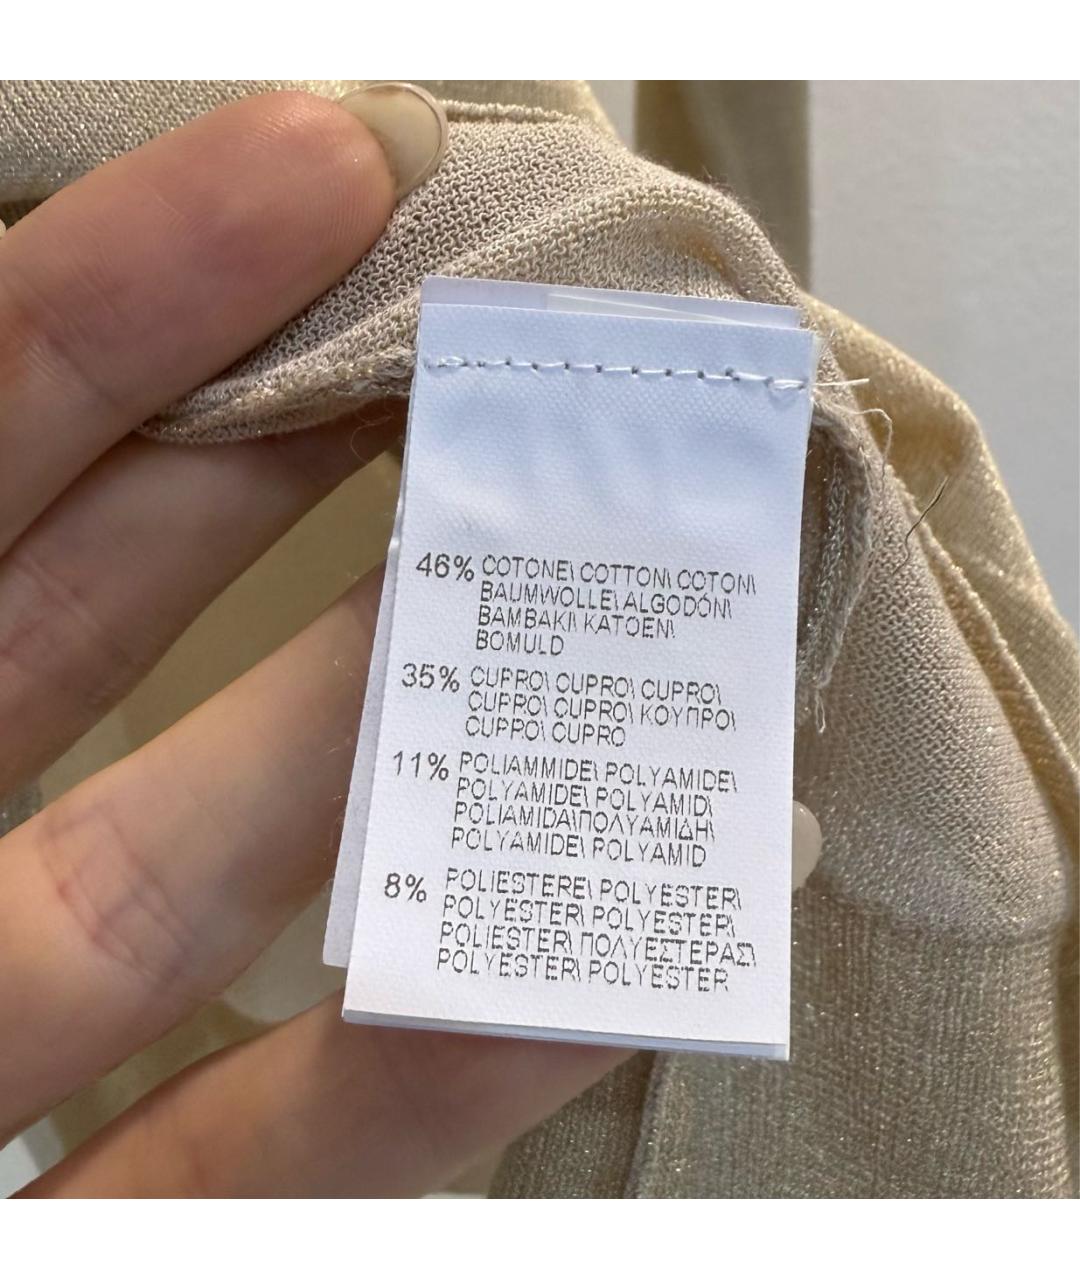 46% COTONE\ COTTON\ COTON\
BAUMWOLLE\ ALGODÓN\
BAMBAKI\ KATOEN\
BOMULD
35% CUPRO\ CUPRO\ CUPRO\
CUPRO\ CUPRO\ ΚΟΥΠΡΟ\
CUPRO\ CUPRO
11% POLIAMMIDE\ POLYAMIDE\
POLYAMIDE\ POLYAMID\
POLIAMIDA\ΠΟΛΥΑΜΙΔΗ\
POLYAMIDE\ POLYAMID
8% POLIESTERE\ POLYESTER\
POLYESTER\ POLYESTER\
POLIESTER\ ΠΟΛΥΕΣΤΕΡΑΣ\
POLYESTER\ POLYESTER